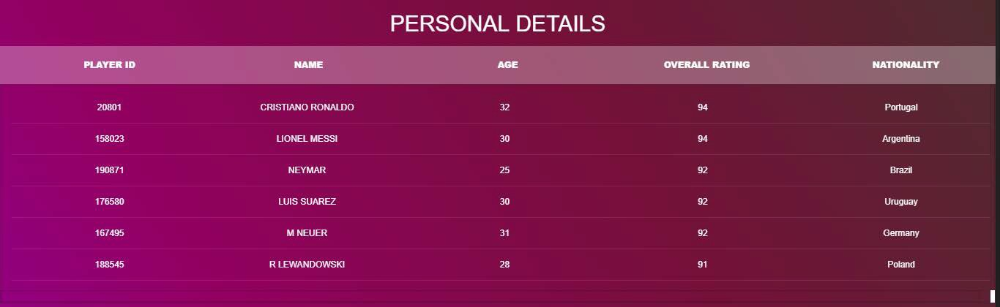 PERSONAL DETAILS
PLAYER ID NAME AGE OVERALL RATING NATIONALITY
20801 CRISTIANO RONALDO 32 94 Portugal
158023 LIONEL MESSI 30 94 Argentina
190871 NEYMAR 25 92 Brazil
176580 LUIS SUAREZ 30 92 Uruguay
167495 M NEUER 31 92 Germany
188545 R LEWANDOWSKI 28 91 Poland